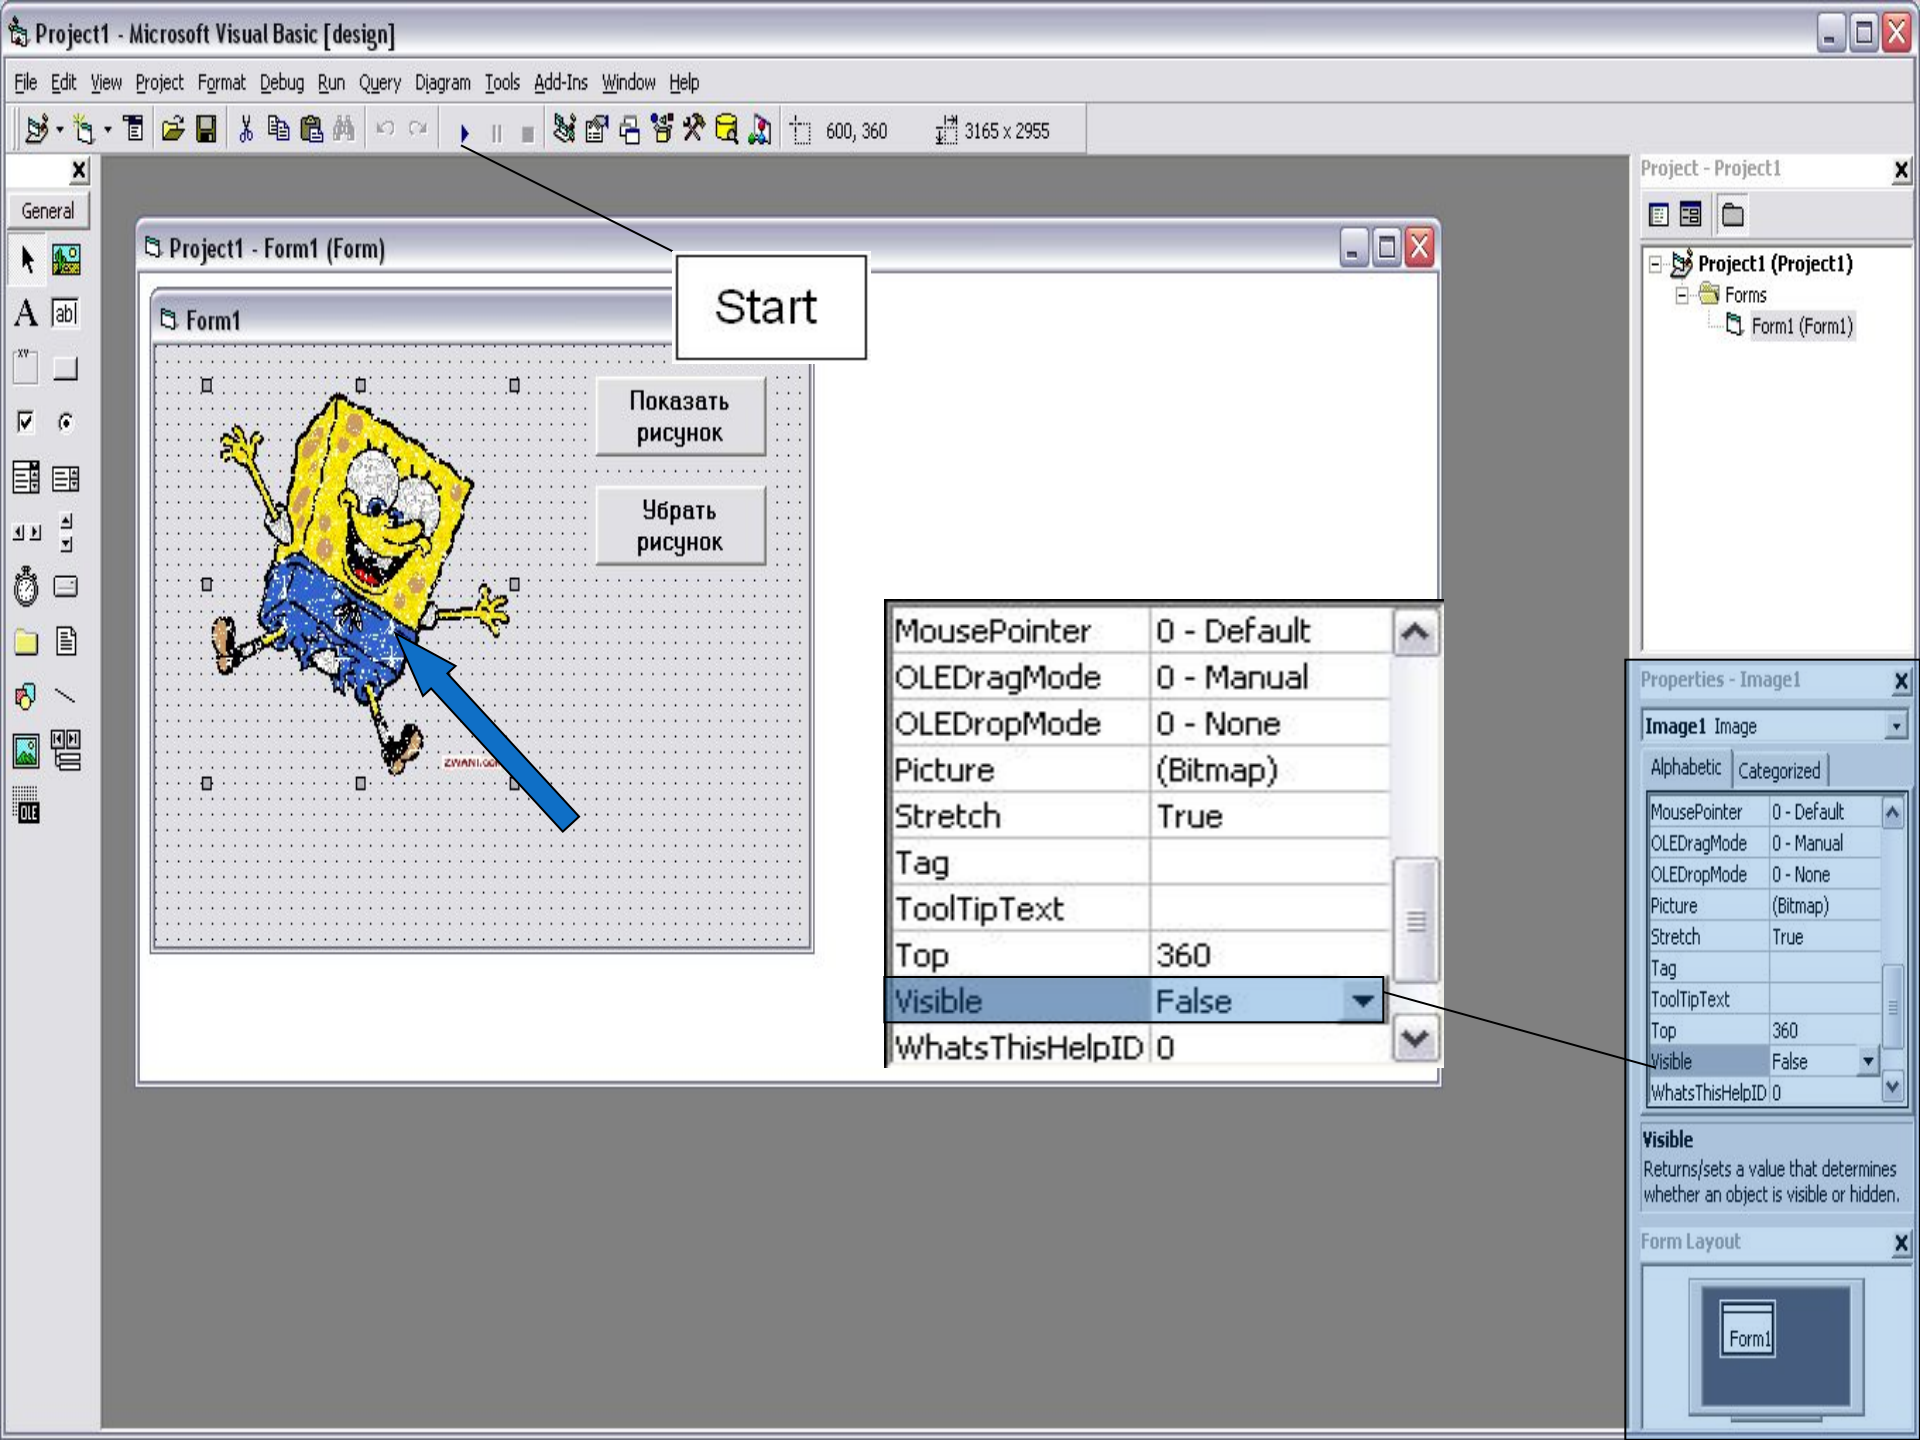 Project1 - Microsoft Visual Basic [design]
File Edit View Project Format Debug Run Query Diagram Tools Add-Ins Window Help
600, 360 3165 x 2955
General
A ab|
XY
OLE
Project1 - Form1 (Form)
Start
Form1
Показать
рисунок
Убрать
рисунок
MousePointer 0 - Default
OLEDragMode 0 - Manual
OLEDropMode 0 - None
Picture (Bitmap)
Stretch True
Tag
ToolTipText
Top 360
Visible False
WhatsThisHelpID 0
Project - Project1
Project1 (Project1)
Forms
Form1 (Form1)
Properties - Image1
Image1 Image
Alphabetic Categorized
MousePointer 0 - Default
OLEDragMode 0 - Manual
OLEDropMode 0 - None
Picture (Bitmap)
Stretch True
Tag
ToolTipText
Top 360
Visible False
WhatsThisHelpID 0
Visible
Returns/sets a value that determines
whether an object is visible or hidden.
Form Layout
Form1